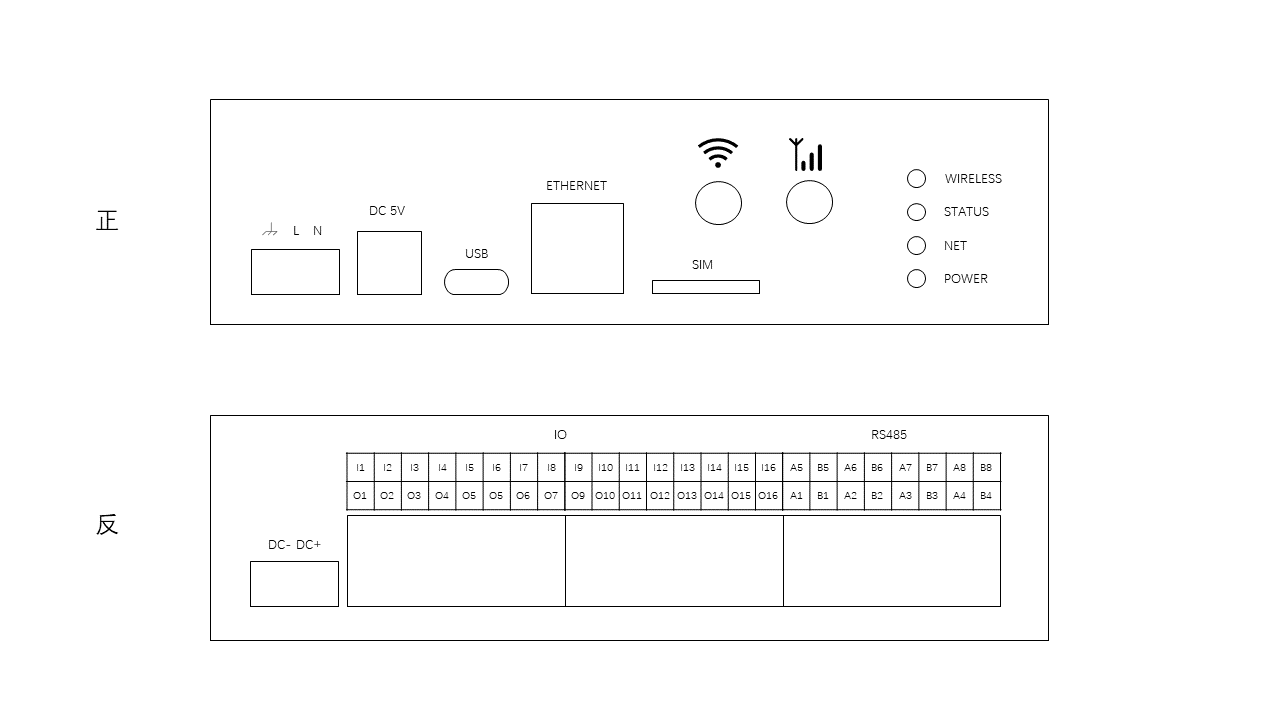 正
ETHERNET
WIRELESS
DC 5V
STATUS
L N
NET
USB
SIM
POWER
反
IO RS485
I1 I2 I3 I4 I5 I6 I7 I8 I9 I10 I11 I12 I13 I14 I15 I16 A5 B5 A6 B6 A7 B7 A8 B8
O1 O2 O3 O4 O5 O5 O6 O7 O9 O10 O11 O12 O13 O14 O15 O16 A1 B1 A2 B2 A3 B3 A4 B4
DC- DC+